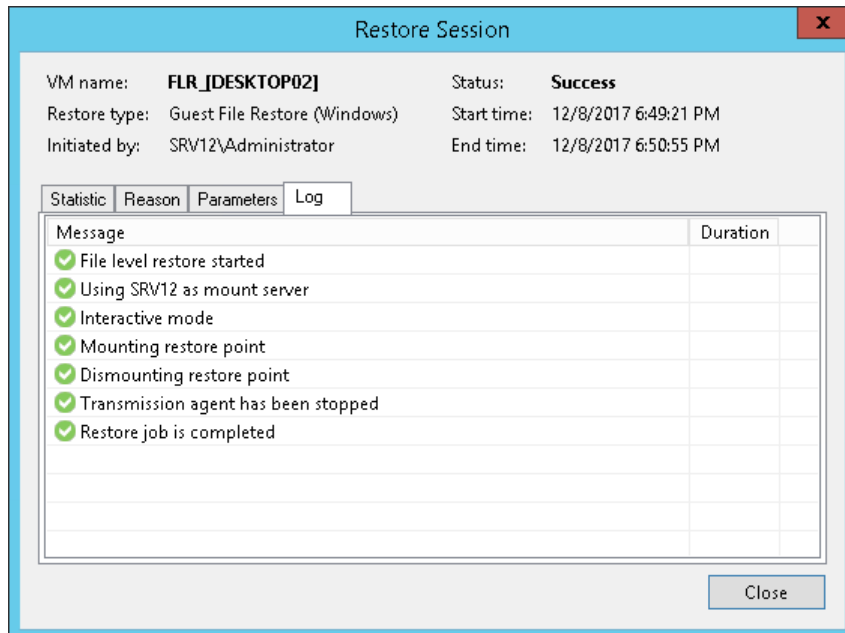 Restore Session
x
VM name: FLR_[DESKTOP02] Status: Success
Restore type: Guest File Restore (Windows) Start time: 12/8/2017 6:49:21 PM
Initiated by: SRV12\Administrator End time: 12/8/2017 6:50:55 PM
Statistic Reason Parameters Log
Message Duration
File level restore started
Using SRV12 as mount server
Interactive mode
Mounting restore point
Dismounting restore point
Transmission agent has been stopped
Restore job is completed
Close